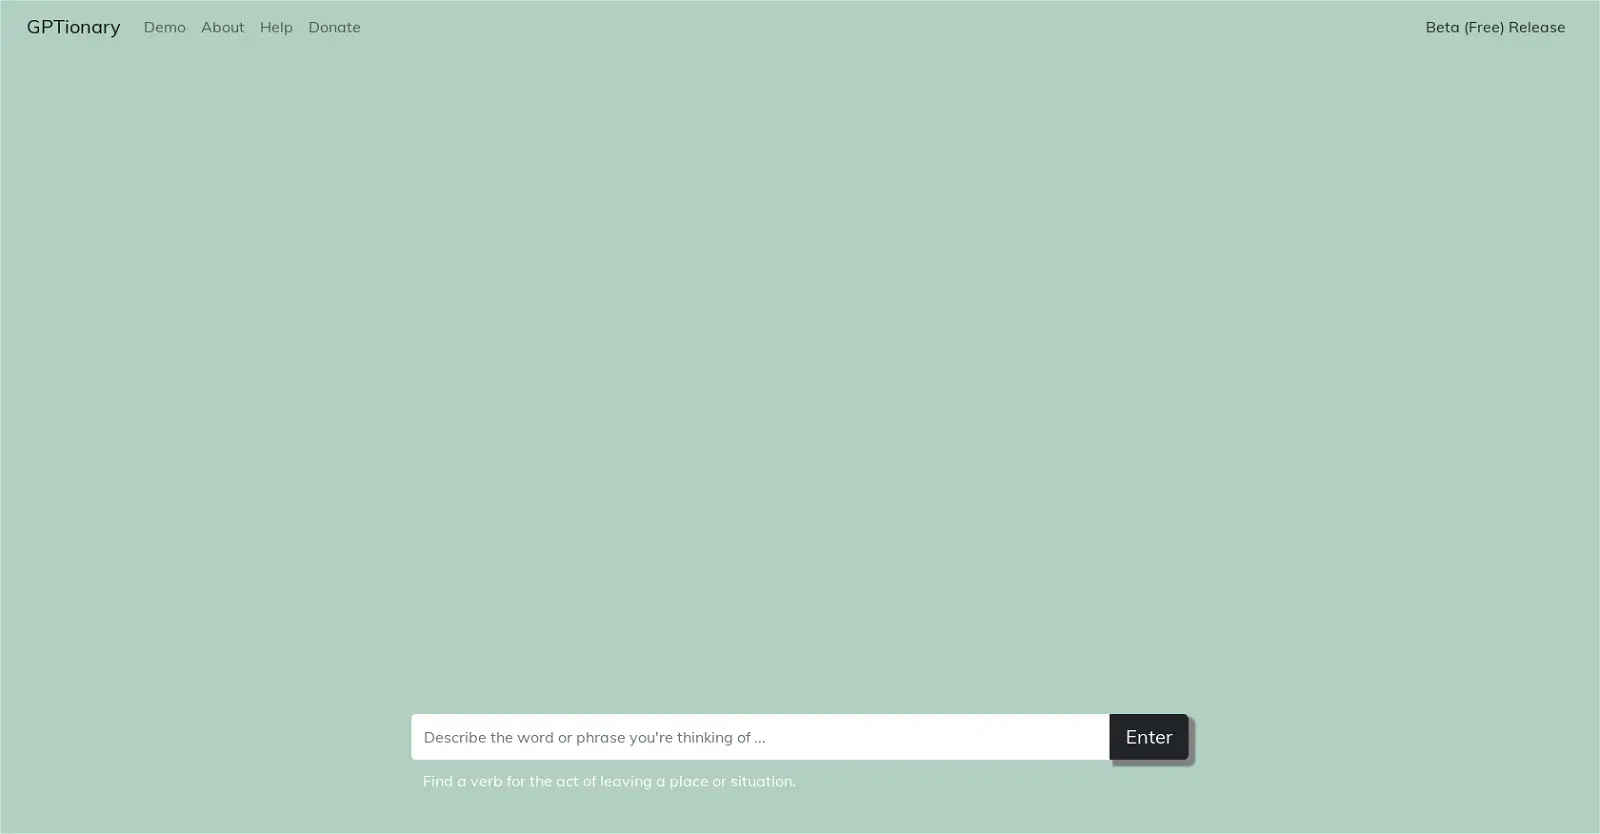 GPTionary Demo About Help Donate Beta (Free) Release
Describe the word or phrase you're thinking of ... Enter
Find a verb for the act of leaving a place or situation.